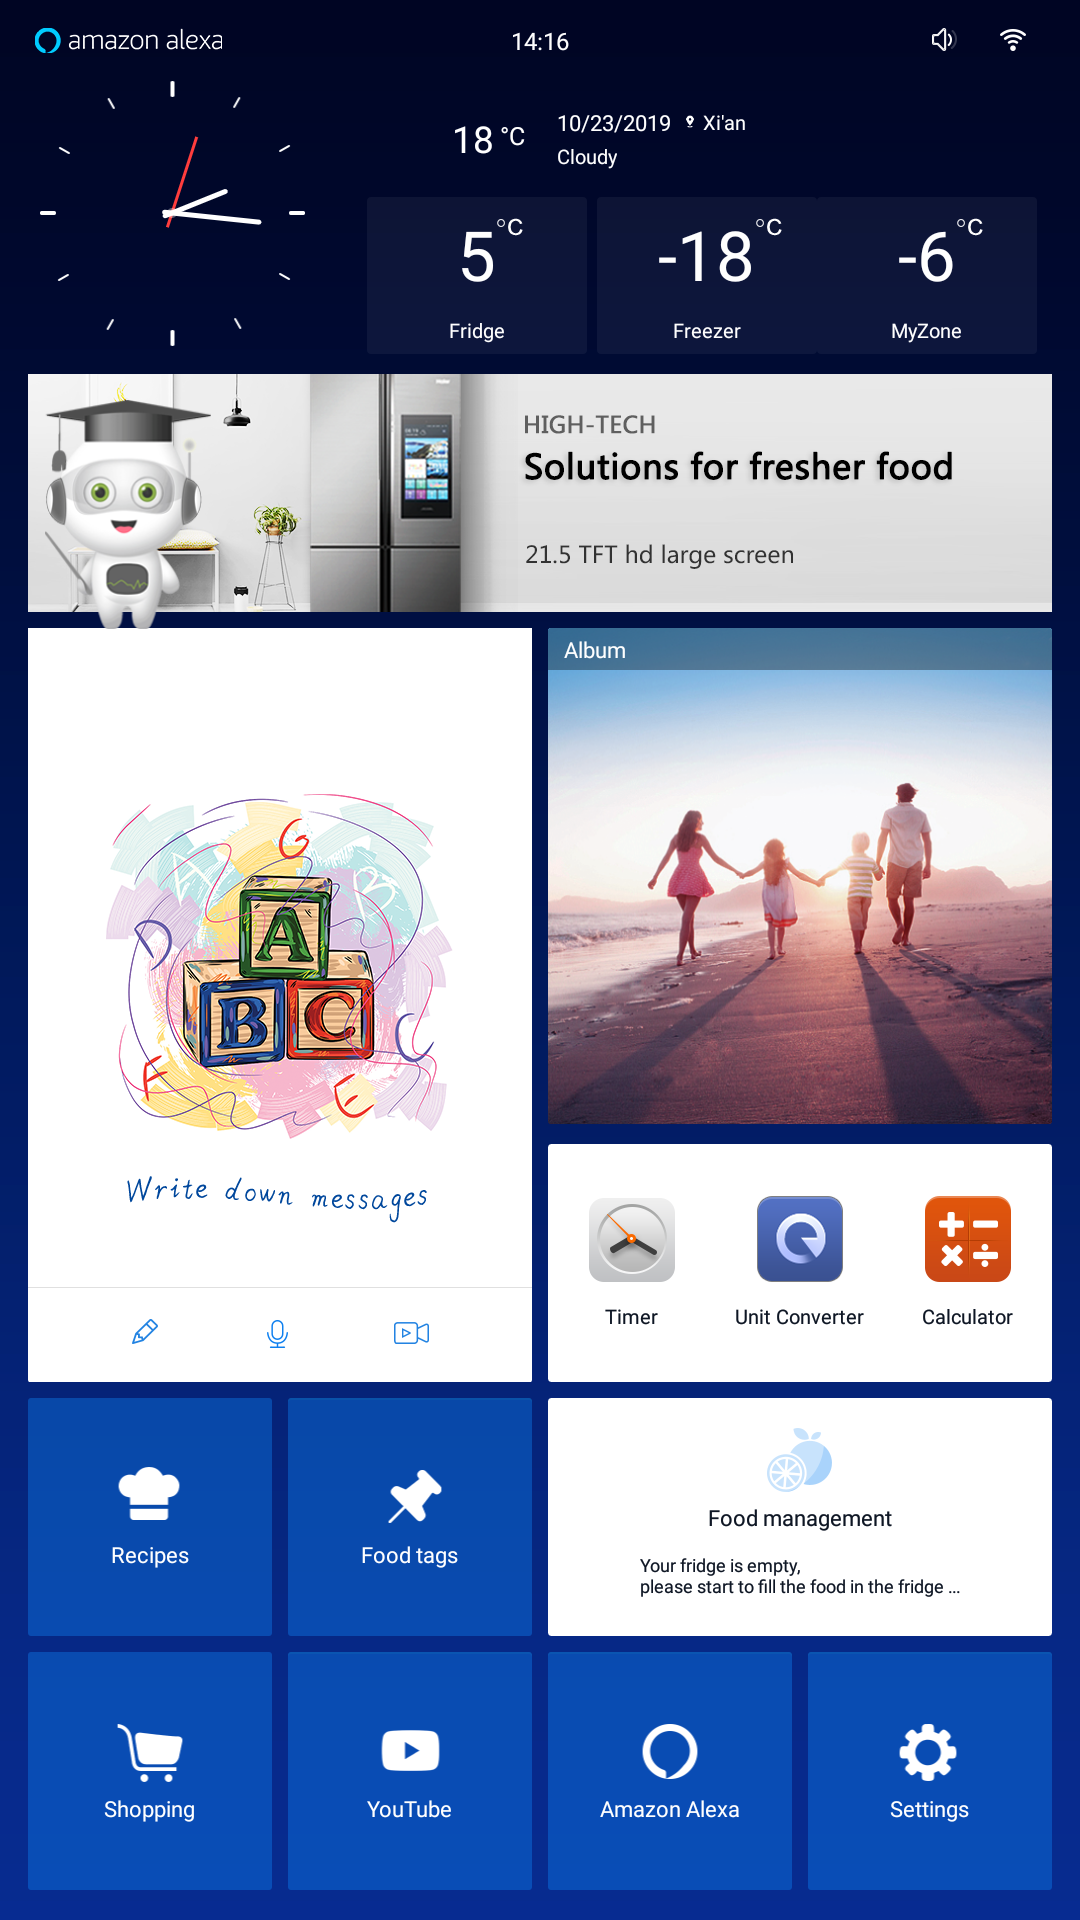 amazon alexa
14:16
18 °C
10/23/2019 Xi'an
Cloudy
5 °C
Fridge
-18 °C
Freezer
-6 °C
MyZone
HIGH-TECH
Solutions for fresher food
21.5 TFT hd large screen
Album
A
B
G
D
A
B C
C
F
E
Write down messages
Timer
Unit Converter
Calculator
Recipes
Food tags
Food management
Your fridge is empty,
please start to fill the food in the fridge ...
Shopping
YouTube
Amazon Alexa
Settings